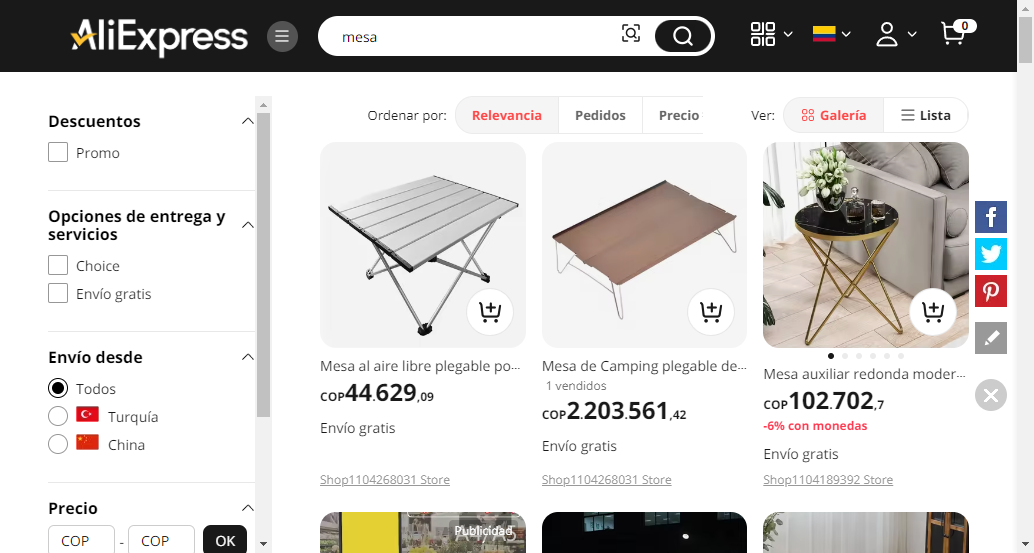 AliExpress
mesa
0
Descuentos
Promo
Opciones de entrega y
servicios
Choice
Envío gratis
Envío desde
Todos
Turquía
China
Precio
COP - COP OK
Ordenar por: Relevancia Pedidos Precio
Ver: Galería Lista
Mesa al aire libre plegable po...
COP44.629,09
Envío gratis
Shop1104268031 Store
Mesa de Camping plegable de...
1 vendidos
COP2.203.561,42
Envío gratis
Shop1104268031 Store
Mesa auxiliar redonda moder...
COP102.702,7
-6% con monedas
Envío gratis
Shop1104189392 Store
Publicidad